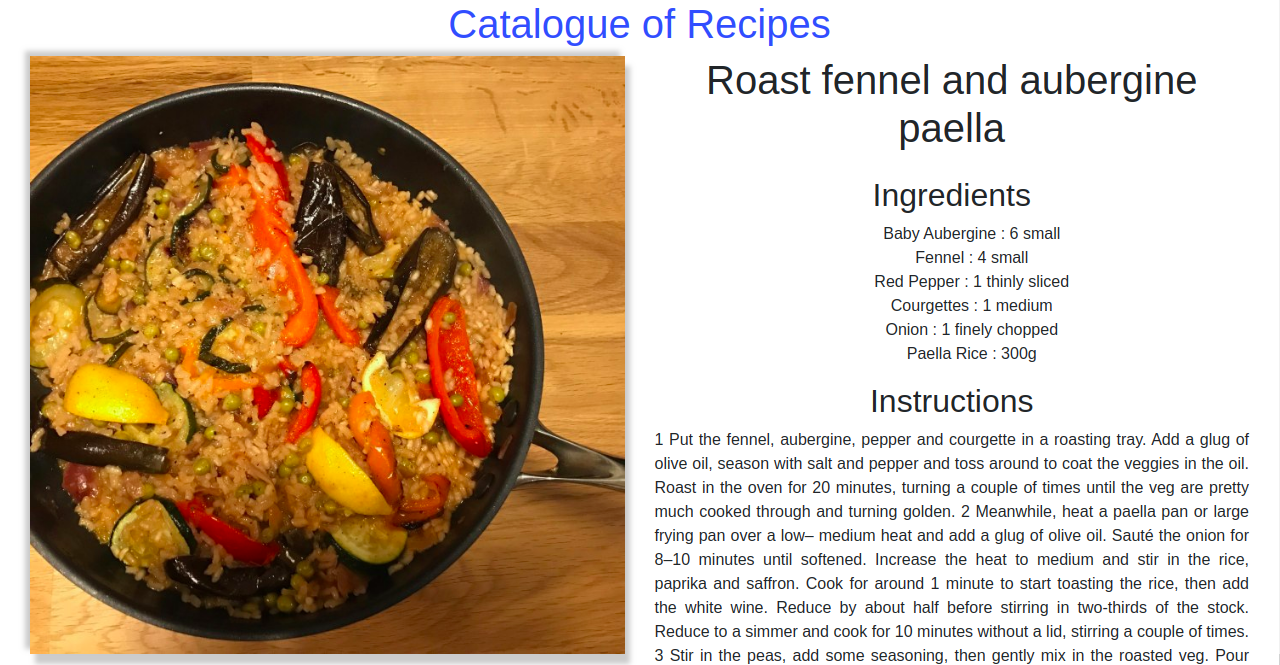 Catalogue of Recipes
Roast fennel and aubergine
paella
Ingredients
Baby Aubergine : 6 small
Fennel : 4 small
Red Pepper : 1 thinly sliced
Courgettes : 1 medium
Onion : 1 finely chopped
Paella Rice : 300g
Instructions
1 Put the fennel, aubergine, pepper and courgette in a roasting tray. Add a glug of
olive oil, season with salt and pepper and toss around to coat the veggies in the oil.
Roast in the oven for 20 minutes, turning a couple of times until the veg are pretty
much cooked through and turning golden. 2 Meanwhile, heat a paella pan or large
frying pan over a low– medium heat and add a glug of olive oil. Sauté the onion for
8–10 minutes until softened. Increase the heat to medium and stir in the rice,
paprika and saffron. Cook for around 1 minute to start toasting the rice, then add
the white wine. Reduce by about half before stirring in two-thirds of the stock.
Reduce to a simmer and cook for 10 minutes without a lid, stirring a couple of times.
3 Stir in the peas, add some seasoning, then gently mix in the roasted veg. Pour